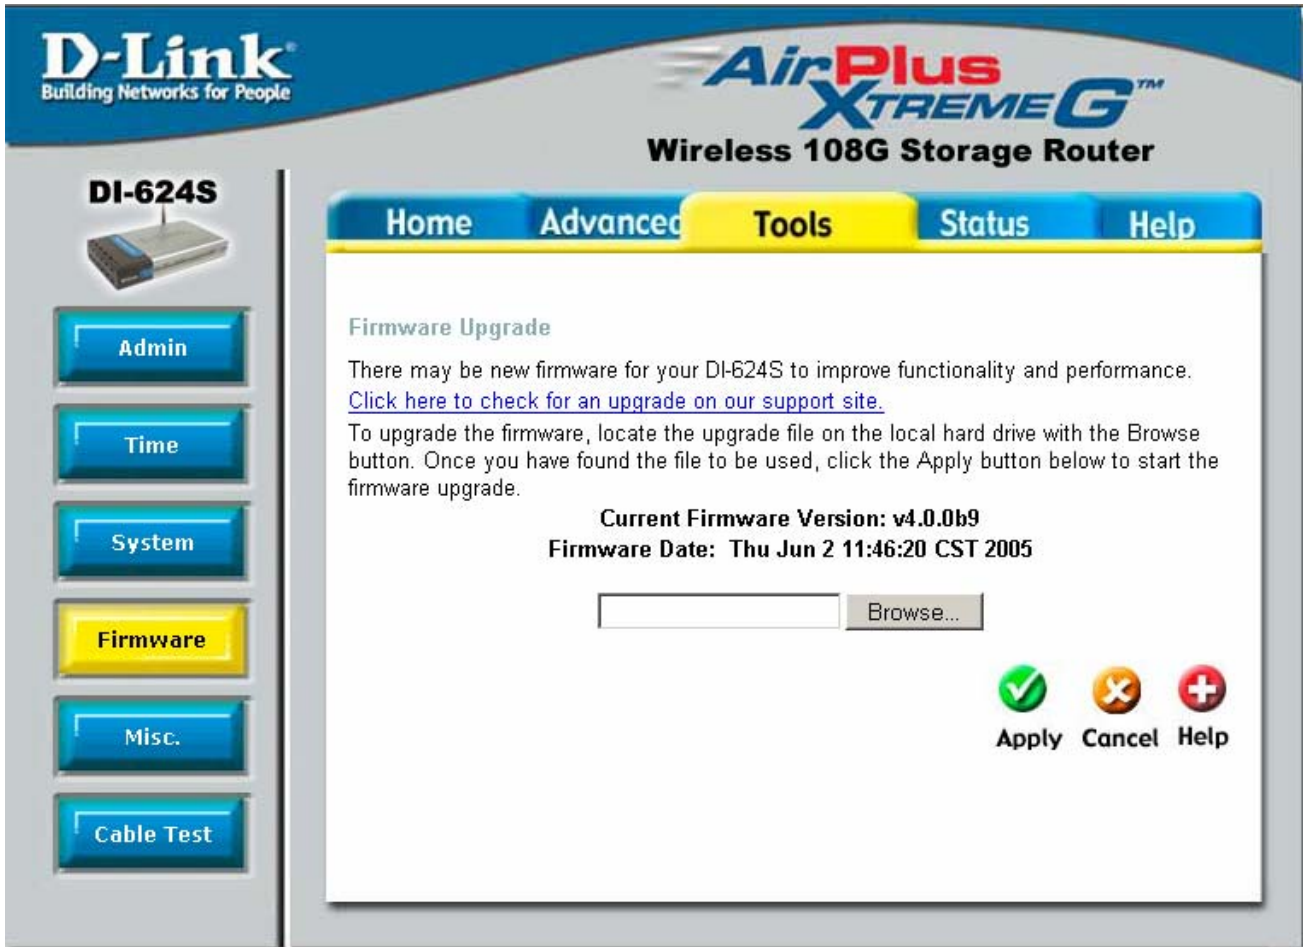 D-Link
Building Networks for People
AirPlus
XTREME G™
Wireless 108G Storage Router
DI-624S
Home
Advanced
Tools
Status
Help
Admin
Time
System
Firmware
Misc.
Cable Test
Firmware Upgrade
There may be new firmware for your DI-624S to improve functionality and performance.
Click here to check for an upgrade on our support site.
To upgrade the firmware, locate the upgrade file on the local hard drive with the Browse
button. Once you have found the file to be used, click the Apply button below to start the
firmware upgrade.
Current Firmware Version: v4.0.0b9
Firmware Date: Thu Jun 2 11:46:20 CST 2005
Browse...
Apply
Cancel
Help